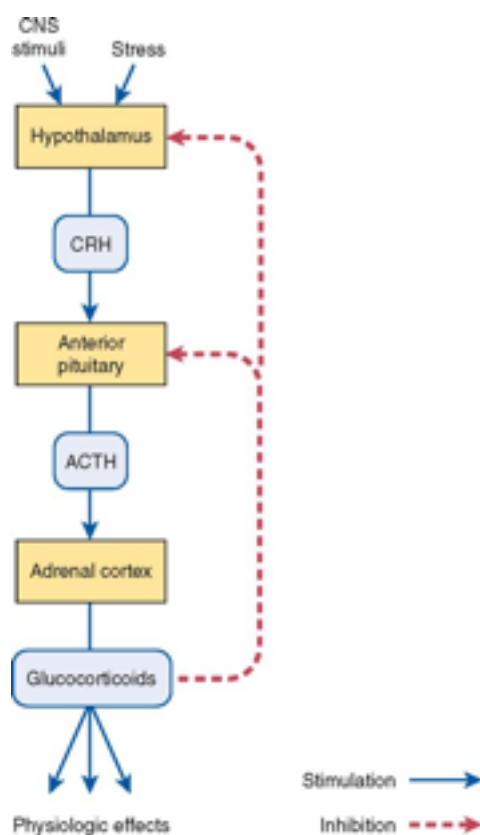 CNS
stimuli
Stress
Hypothalamus
CRH
Anterior
pituitary
ACTH
Adrenal cortex
Glucocorticoids
Physiologic effects
Stimulation
Inhibition